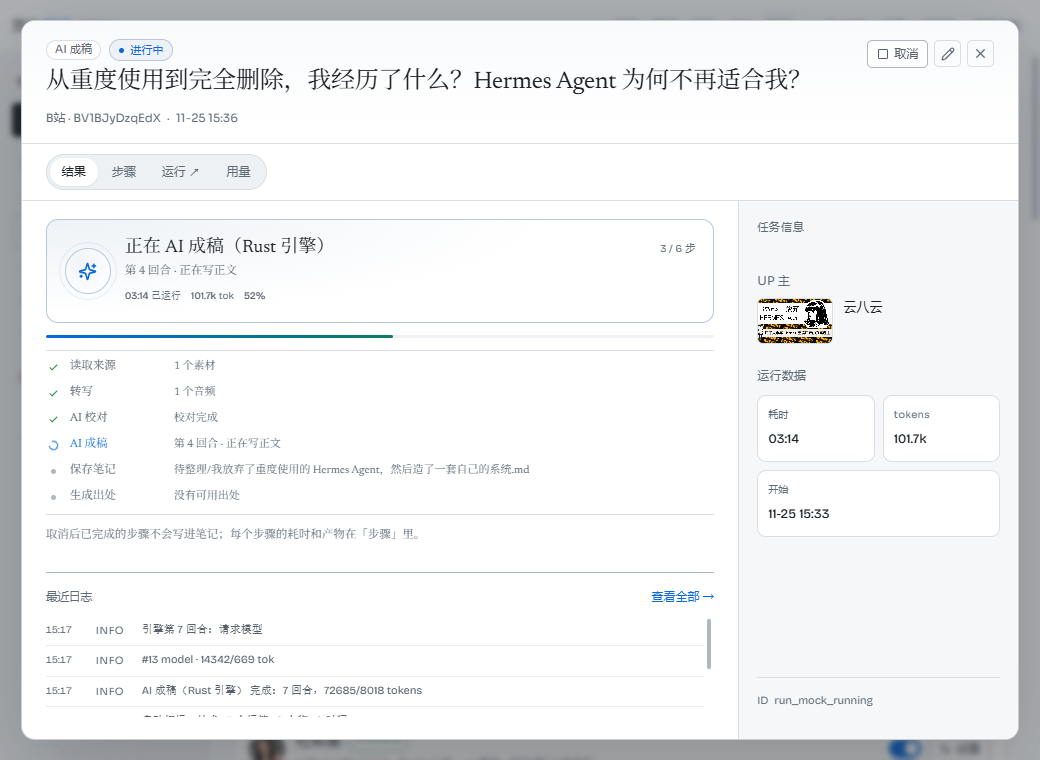 AI 成稿
进行中
取消
从重度使用到完全删除，我经历了什么？Hermes Agent 为何不再适合我？
B站 · BV1BJyDzqEdX · 11-25 15:36
结果 步骤 运行 ↗ 用量
正在 AI 成稿（Rust 引擎）
3 / 6 步
第 4 回合 · 正在写正文
03:14 已运行 101.7k tok 52%
读取来源 1 个素材
转写 1 个音频
AI 校对 校对完成
AI 成稿 第 4 回合 · 正在写正文
保存笔记 待整理/我放弃了重度使用的 Hermes Agent，然后造了一套自己的系统.md
生成出处 没有可用出处
取消后已完成的步骤不会写进笔记；每个步骤的耗时和产物在「步骤」里。
最近日志 查看全部 →
15:17 INFO 引擎第 7 回合：请求模型
15:17 INFO #13 model · 14342/669 tok
15:17 INFO AI 成稿（Rust 引擎） 完成：7 回合，72685/8018 tokens
任务信息
UP 主
云八云
运行数据
耗时
03:14
tokens
101.7k
开始
11-25 15:33
ID run_mock_running